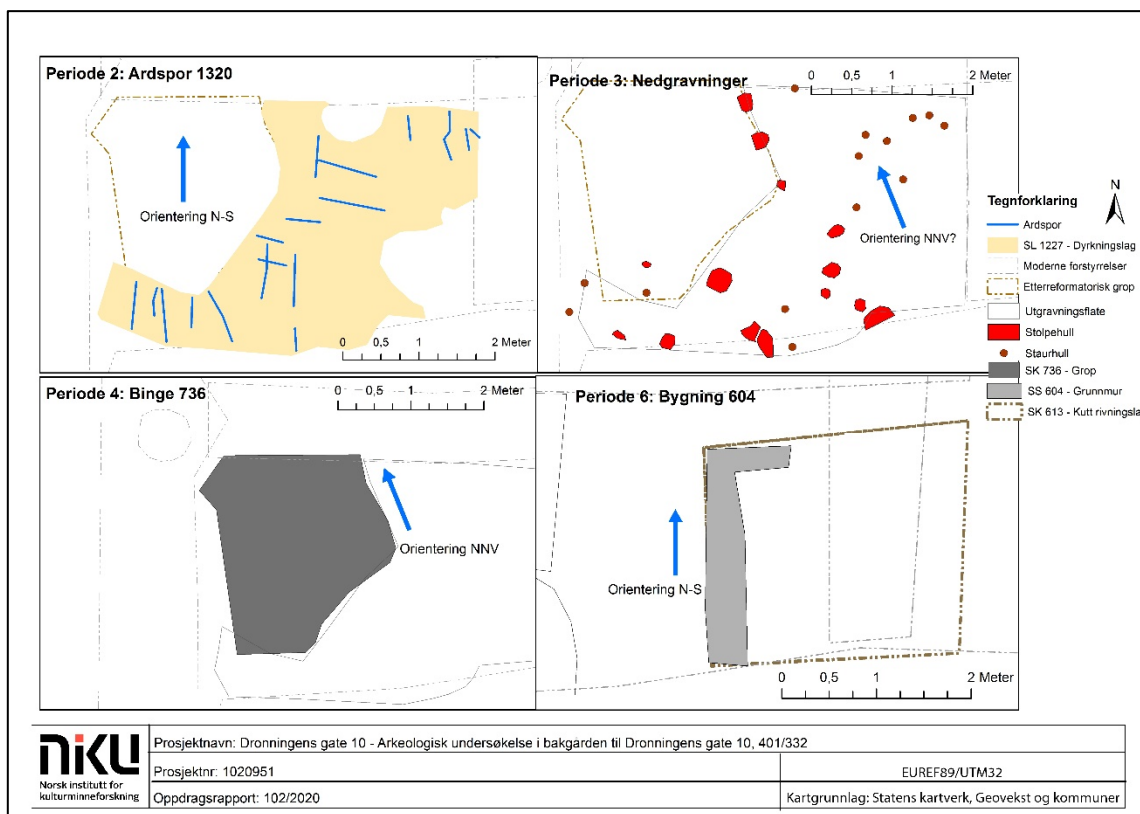 Periode 2: Ardspor 1320
Orientering N-S
0 0,5 1 2 Meter
Periode 3: Nedgravninger
0 0,5 1 2 Meter
Orientering NNV?
N
Tegnforklaring
Ardspor
SL 1227 - Dyrkningslag
Moderne forstyrrelser
Etterreformatorisk grop
Utgravningsflate
Stolpehull
Staurhull
SK 736 - Grop
SS 604 - Grunnmur
SK 613 - Kutt rivningsla
Periode 4: Binge 736
0 0,5 1 2 Meter
Orientering NNV
Periode 6: Bygning 604
Orientering N-S
0 0,5 1 2 Meter
NIKU
Norsk institutt for
kulturminneforskning
Prosjektnavn: Dronningens gate 10 - Arkeologisk undersøkelse i bakgården til Dronningens gate 10, 401/332
Prosjektnr: 1020951
EUREF89/UTM32
Oppdragsrapport: 102/2020
Kartgrunnlag: Statens kartverk, Geovekst og kommuner